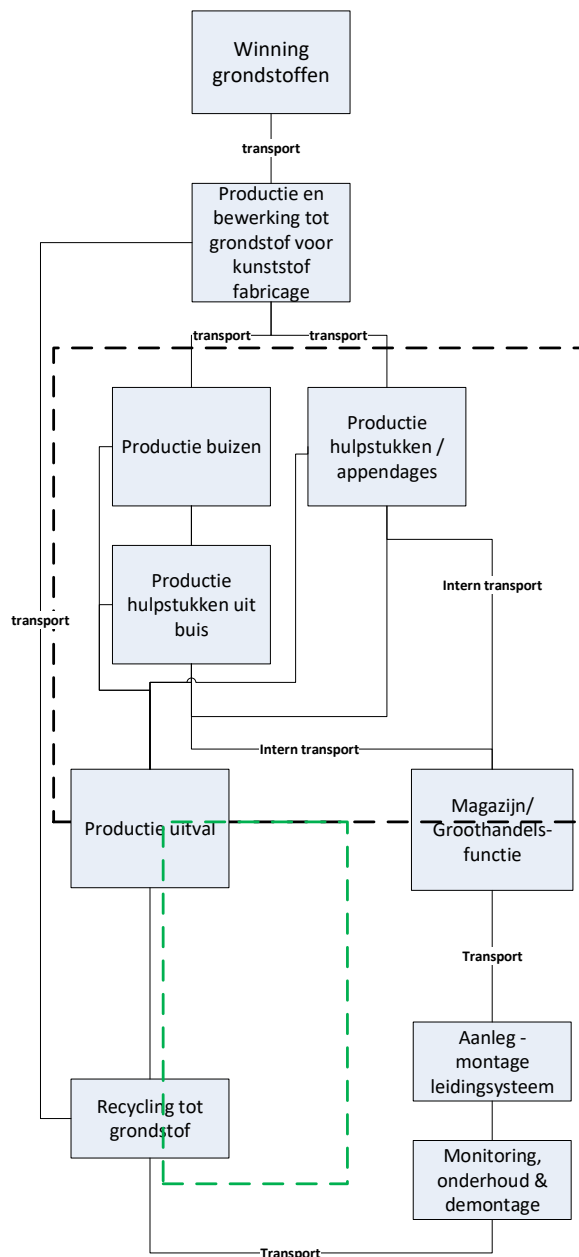 Winning
grondstoffen
transport
Productie en
bewerking tot
grondstof voor
kunststof
fabricage
transport
transport
Productie buizen
Productie
hulpstukken /
appendages
Productie
hulpstukken uit
buis
Intern transport
transport
Intern transport
Productie uitval
Magazijn/
Groothandels-
functie
Transport
Aanleg -
montage
leidingsysteem
Recycling tot
grondstof
Monitoring,
onderhoud &
demontage
Transport